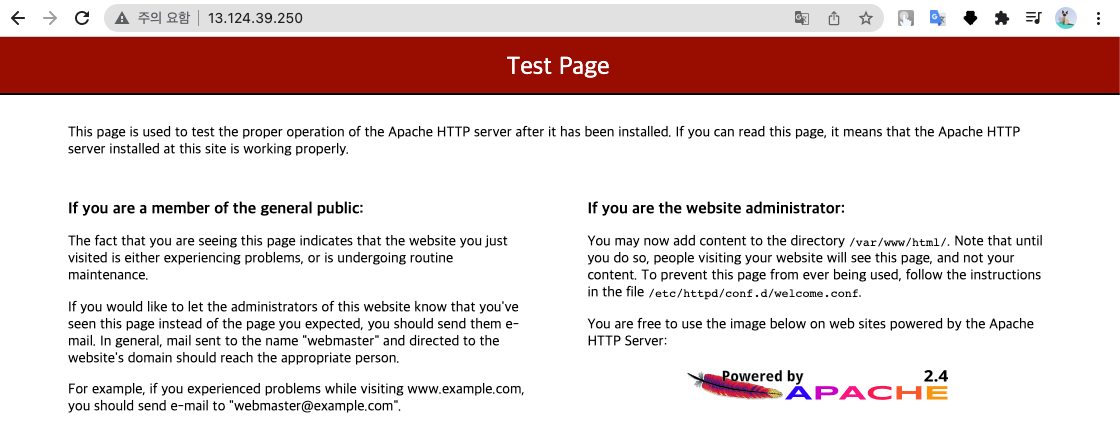 주의 요함 13.124.39.250
Test Page
This page is used to test the proper operation of the Apache HTTP server after it has been installed. If you can read this page, it means that the Apache HTTP
server installed at this site is working properly.
If you are a member of the general public:
The fact that you are seeing this page indicates that the website you just
visited is either experiencing problems, or is undergoing routine
maintenance.
If you would like to let the administrators of this website know that you've
seen this page instead of the page you expected, you should send them e-
mail. In general, mail sent to the name "webmaster" and directed to the
website's domain should reach the appropriate person.
For example, if you experienced problems while visiting www.example.com,
you should send e-mail to "webmaster@example.com".
If you are the website administrator:
You may now add content to the directory /var/www/html/. Note that until
you do so, people visiting your website will see this page, and not your
content. To prevent this page from ever being used, follow the instructions
in the file /etc/httpd/conf.d/welcome.conf.
You are free to use the image below on web sites powered by the Apache
HTTP Server:
Powered by 2.4
APACHE